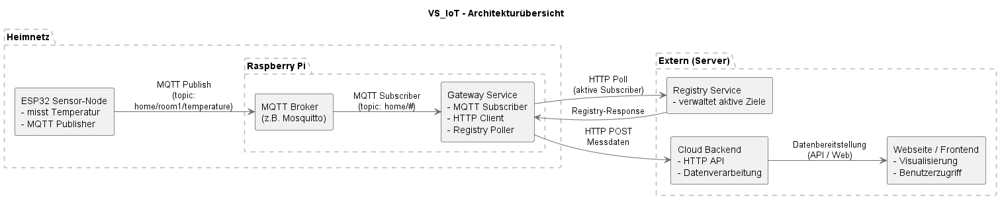 VS_IoT - Architekturübersicht
Heimnetz
ESP32 Sensor-Node
- misst Temperatur
- MQTT Publisher
MQTT Publish
(topic:
home/room1/temperature)
Raspberry Pi
MQTT Broker
(z.B. Mosquitto)
MQTT Subscriber
(topic: home/#)
Gateway Service
- MQTT Subscriber
- HTTP Client
- Registry Poller
HTTP Poll
(aktive Subscriber)
Registry-Response
HTTP POST
Messdaten
Extern (Server)
Registry Service
- verwaltet aktive Ziele
Cloud Backend
- HTTP API
- Datenverarbeitung
Datenbereitstellung
(API / Web)
Webseite / Frontend
- Visualisierung
- Benutzerzugriff